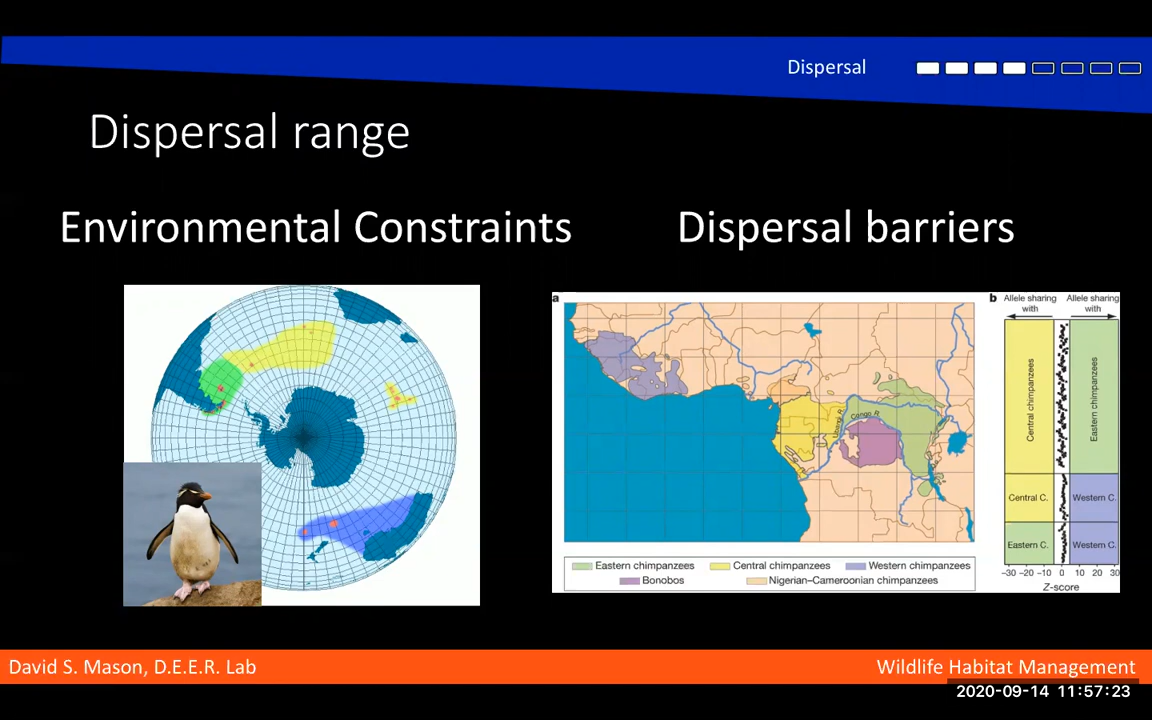 Dispersal
Dispersal range
Environmental Constraints
Dispersal barriers
a
Ubangi R.
Congo R.
Eastern chimpanzees
Central chimpanzees
Western chimpanzees
Bonobos
Nigerian–Cameroonian chimpanzees
b
Allele sharing with
Allele sharing with
Central chimpanzees
Eastern chimpanzees
Central C.
Western C.
Eastern C.
Western C.
-30 -20 -10 0 10 20 30
Z-score
David S. Mason, D.E.E.R. Lab
Wildlife Habitat Management
2020-09-14 11:57:23